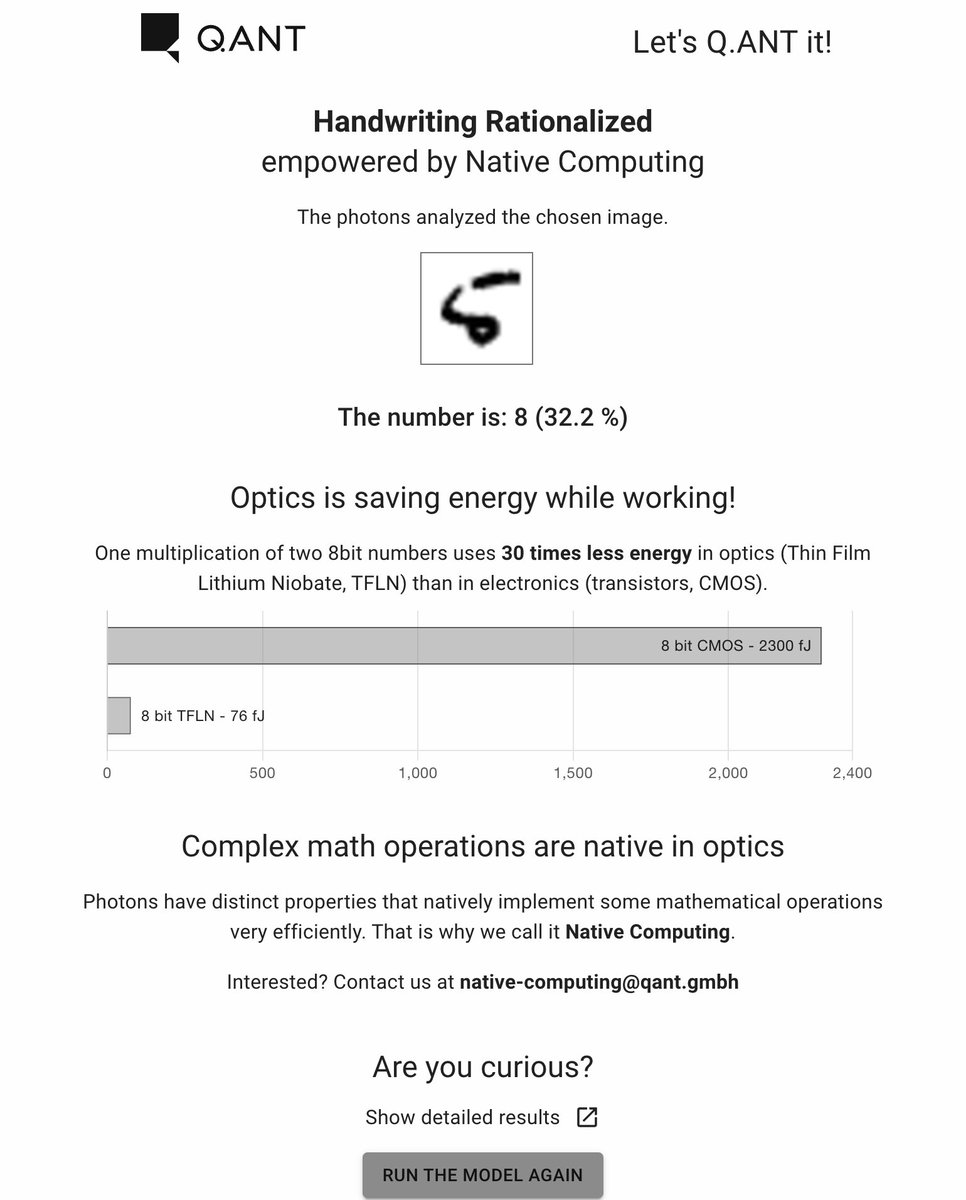 Q.ANT
Let's Q.ANT it!
Handwriting Rationalized
empowered by Native Computing
The photons analyzed the chosen image.
5
The number is: 8 (32.2 %)
Optics is saving energy while working!
One multiplication of two 8bit numbers uses 30 times less energy in optics (Thin Film
Lithium Niobate, TFLN) than in electronics (transistors, CMOS).
8 bit CMOS - 2300 fJ
8 bit TFLN - 76 fJ
0 500 1,000 1,500 2,000 2,400
Complex math operations are native in optics
Photons have distinct properties that natively implement some mathematical operations
very efficiently. That is why we call it Native Computing.
Interested? Contact us at native-computing@qant.gmbh
Are you curious?
Show detailed results
RUN THE MODEL AGAIN